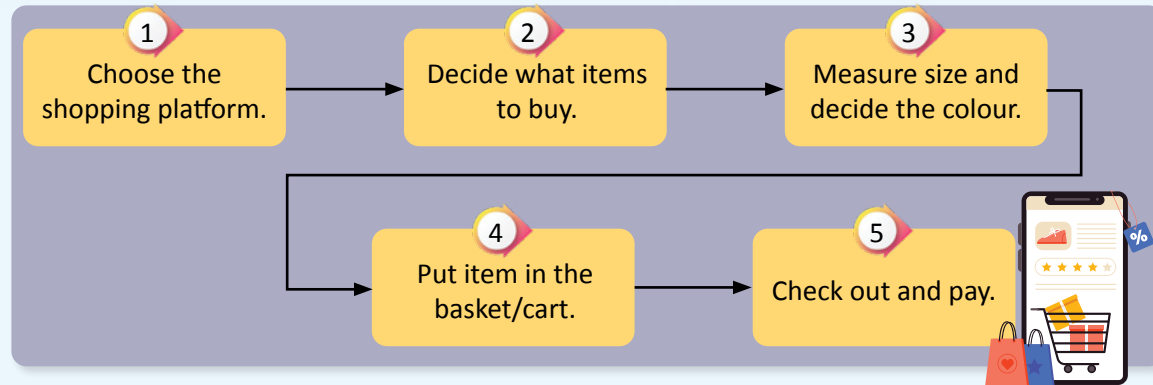 1
Choose the
shopping platform.
2
Decide what items
to buy.
3
Measure size and
decide the colour.
4
Put item in the
basket/cart.
5
Check out and pay.
%